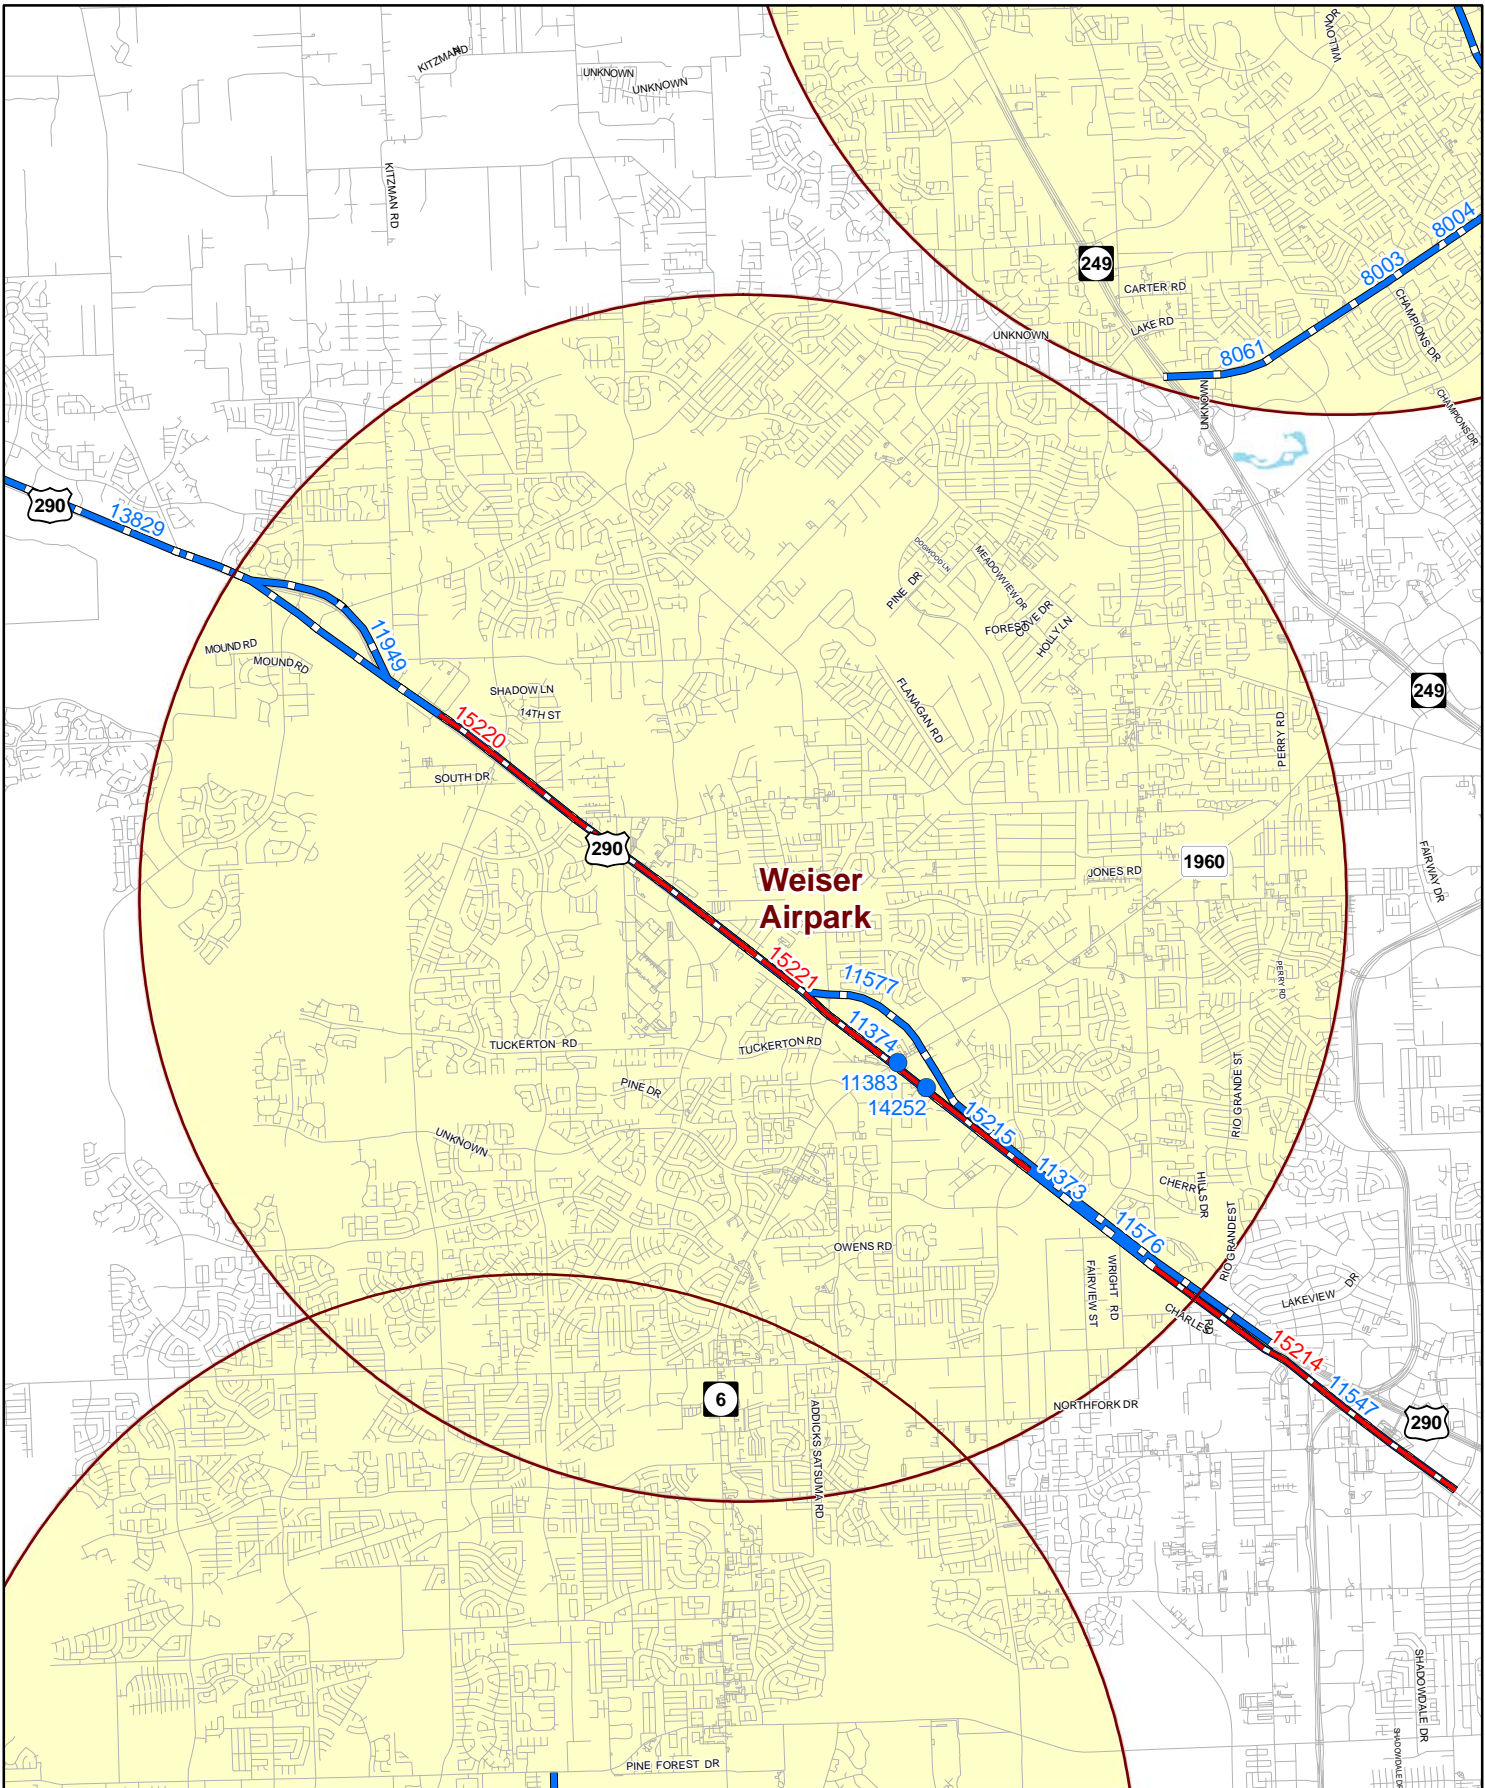 WILLOW DR
KITZMAN RD
UNKNOWN
UNKNOWN
KITZMAN RD
8004
249
8003
CARTER RD
CHAMPIONS DR
LAKE RD
UNKNOWN
8061
UNKNOWN
CHAMPIONS DR
290
13829
DOGWOOD LN
MEADOWVIEW DR
PINE DR
COVE DR
FOREST
HOLLY LN
MOUND RD
MOUND RD
11949
SHADOW LN
14TH ST
FLANAGAN RD
249
15220
PERRY RD
SOUTH DR
290
Weiser
Airpark
JONES RD
1960
FAIRWAY DR
15221
11577
PERRY RD
11374
TUCKERTON RD
TUCKERTON RD
11383
14252
PINE DR
RIO GRANDE ST
15215
UNKNOWN
11373
CHERRY
HILLS DR
11576
OWENS RD
RIO GRANDE ST
FAIRVIEW ST
WRIGHT RD
LAKEVIEW DR
CHARLES RD
15214
11547
6
ADDICKS SATSUMA RD
NORTHFORK DR
290
SHADOWDALE DR
SHADOWDALE DR
PINE FOREST DR